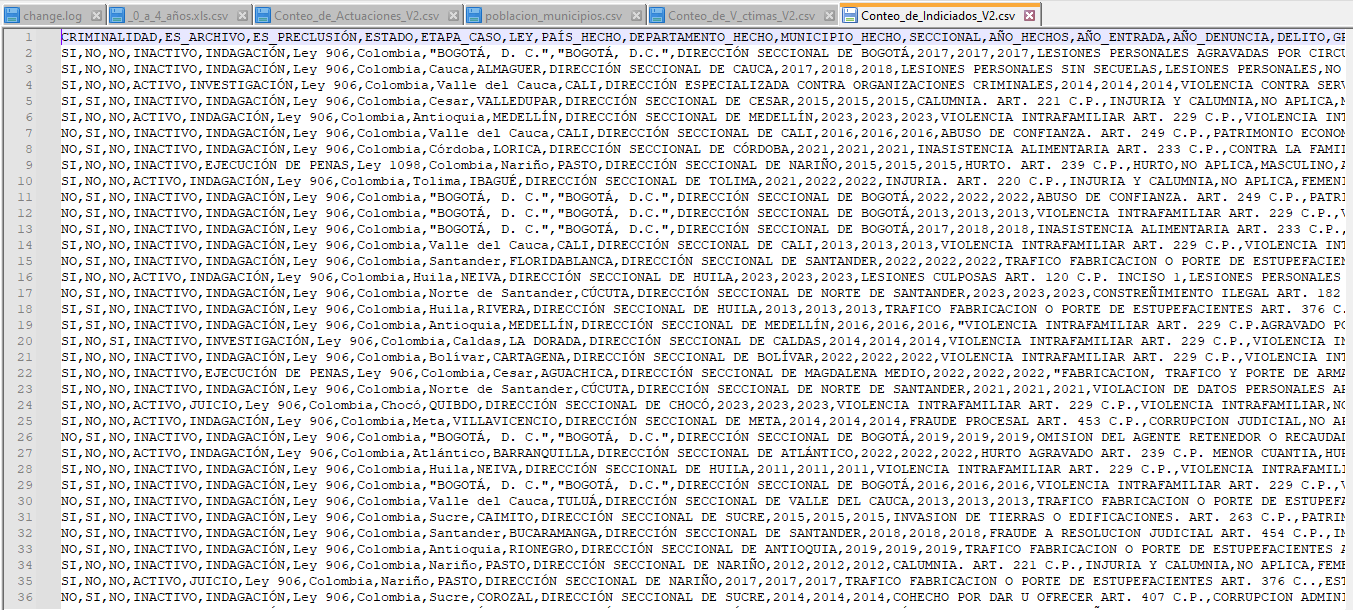 change.log _0_a_4_años.xls.csv Conteo_de_Actuaciones_V2.csv poblacion_municipios.csv Conteo_de_V_ctimas_V2.csv Conteo_de_Indiciados_V2.csv
1 CRIMINALIDAD,ES_ARCHIVO,ES_PRECLUSIÓN,ESTADO,ETAPA_CASO,LEY,PAÍS_HECHO,DEPARTAMENTO_HECHO,MUNICIPIO_HECHO,SECCIONAL,AÑO_HECHOS,AÑO_ENTRADA,AÑO_DENUNCIA,DELITO,GE
2 SI,NO,NO,INACTIVO,INDAGACIÓN,Ley 906,Colombia,"BOGOTÁ, D. C.","BOGOTÁ, D.C.",DIRECCIÓN SECCIONAL DE BOGOTÁ,2017,2017,2017,LESIONES PERSONALES AGRAVADAS POR CIRCU
3 SI,NO,NO,INACTIVO,INDAGACIÓN,Ley 906,Colombia,Cauca,ALMAGUER,DIRECCIÓN SECCIONAL DE CAUCA,2017,2018,2018,LESIONES PERSONALES SIN SECUELAS,LESIONES PERSONALES,NO
4 SI,NO,NO,ACTIVO,INVESTIGACIÓN,Ley 906,Colombia,Valle del Cauca,CALI,DIRECCIÓN ESPECIALIZADA CONTRA ORGANIZACIONES CRIMINALES,2014,2014,2014,VIOLENCIA CONTRA SERV
5 SI,SI,NO,INACTIVO,INDAGACIÓN,Ley 906,Colombia,Cesar,VALLEDUPAR,DIRECCIÓN SECCIONAL DE CESAR,2015,2015,2015,CALUMNIA. ART. 221 C.P.,INJURIA Y CALUMNIA,NO APLICA,M
6 SI,NO,NO,ACTIVO,INDAGACIÓN,Ley 906,Colombia,Antioquia,MEDELLÍN,DIRECCIÓN SECCIONAL DE MEDELLÍN,2023,2023,2023,VIOLENCIA INTRAFAMILIAR ART. 229 C.P.,VIOLENCIA INT
7 NO,SI,NO,INACTIVO,INDAGACIÓN,Ley 906,Colombia,Valle del Cauca,CALI,DIRECCIÓN SECCIONAL DE CALI,2016,2016,2016,ABUSO DE CONFIANZA. ART. 249 C.P.,PATRIMONIO ECONOM
8 NO,SI,NO,INACTIVO,INDAGACIÓN,Ley 906,Colombia,Córdoba,LORICA,DIRECCIÓN SECCIONAL DE CÓRDOBA,2021,2021,2021,INASISTENCIA ALIMENTARIA ART. 233 C.P.,CONTRA LA FAMIL
9 SI,NO,NO,INACTIVO,EJECUCIÓN DE PENAS,Ley 1098,Colombia,Nariño,PASTO,DIRECCIÓN SECCIONAL DE NARIÑO,2015,2015,2015,HURTO. ART. 239 C.P.,HURTO,NO APLICA,MASCULINO,A
10 SI,NO,NO,ACTIVO,INDAGACIÓN,Ley 906,Colombia,Tolima,IBAGUÉ,DIRECCIÓN SECCIONAL DE TOLIMA,2021,2022,2022,INJURIA. ART. 220 C.P.,INJURIA Y CALUMNIA,NO APLICA,FEMENI
11 NO,SI,NO,INACTIVO,INDAGACIÓN,Ley 906,Colombia,"BOGOTÁ, D. C.","BOGOTÁ, D.C.",DIRECCIÓN SECCIONAL DE BOGOTÁ,2022,2022,2022,ABUSO DE CONFIANZA. ART. 249 C.P.,PATRI
12 NO,SI,NO,INACTIVO,INDAGACIÓN,Ley 906,Colombia,"BOGOTÁ, D. C.","BOGOTÁ, D.C.",DIRECCIÓN SECCIONAL DE BOGOTÁ,2013,2013,2013,VIOLENCIA INTRAFAMILIAR ART. 229 C.P.,V
13 NO,SI,NO,INACTIVO,INDAGACIÓN,Ley 906,Colombia,"BOGOTÁ, D. C.","BOGOTÁ, D.C.",DIRECCIÓN SECCIONAL DE BOGOTÁ,2017,2018,2018,INASISTENCIA ALIMENTARIA ART. 233 C.P.,
14 SI,SI,NO,INACTIVO,INDAGACIÓN,Ley 906,Colombia,Valle del Cauca,CALI,DIRECCIÓN SECCIONAL DE CALI,2013,2013,2013,VIOLENCIA INTRAFAMILIAR ART. 229 C.P.,VIOLENCIA INT
15 NO,SI,NO,INACTIVO,INDAGACIÓN,Ley 906,Colombia,Santander,FLORIDABLANCA,DIRECCIÓN SECCIONAL DE SANTANDER,2022,2022,2022,TRAFICO FABRICACION O PORTE DE ESTUPEFACIEN
16 SI,NO,NO,ACTIVO,INDAGACIÓN,Ley 906,Colombia,Huila,NEIVA,DIRECCIÓN SECCIONAL DE HUILA,2023,2023,2023,LESIONES CULPOSAS ART. 120 C.P. INCISO 1,LESIONES PERSONALES
17 NO,SI,NO,INACTIVO,INDAGACIÓN,Ley 906,Colombia,Norte de Santander,CÚCUTA,DIRECCIÓN SECCIONAL DE NORTE DE SANTANDER,2023,2023,2023,CONSTREÑIMIENTO ILEGAL ART. 182
18 NO,SI,NO,INACTIVO,INDAGACIÓN,Ley 906,Colombia,Huila,RIVERA,DIRECCIÓN SECCIONAL DE HUILA,2013,2013,2013,TRAFICO FABRICACION O PORTE DE ESTUPEFACIENTES ART. 376 C.
19 SI,SI,NO,INACTIVO,INDAGACIÓN,Ley 906,Colombia,Antioquia,MEDELLÍN,DIRECCIÓN SECCIONAL DE MEDELLÍN,2016,2016,2016,"VIOLENCIA INTRAFAMILIAR ART. 229 C.P.AGRAVADO PO
20 SI,NO,SI,INACTIVO,INVESTIGACIÓN,Ley 906,Colombia,Caldas,LA DORADA,DIRECCIÓN SECCIONAL DE CALDAS,2014,2014,2014,VIOLENCIA INTRAFAMILIAR ART. 229 C.P.,VIOLENCIA IN
21 SI,SI,NO,INACTIVO,INDAGACIÓN,Ley 906,Colombia,Bolívar,CARTAGENA,DIRECCIÓN SECCIONAL DE BOLÍVAR,2022,2022,2022,VIOLENCIA INTRAFAMILIAR ART. 229 C.P.,VIOLENCIA INT
22 SI,NO,NO,INACTIVO,EJECUCIÓN DE PENAS,Ley 906,Colombia,Cesar,AGUACHICA,DIRECCIÓN SECCIONAL DE MAGDALENA MEDIO,2022,2022,2022,"FABRICACION, TRAFICO Y PORTE DE ARMA
23 SI,SI,NO,INACTIVO,INDAGACIÓN,Ley 906,Colombia,Norte de Santander,CÚCUTA,DIRECCIÓN SECCIONAL DE NORTE DE SANTANDER,2021,2021,2021,VIOLACION DE DATOS PERSONALES AR
24 SI,NO,NO,ACTIVO,JUICIO,Ley 906,Colombia,Chocó,QUIBDO,DIRECCIÓN SECCIONAL DE CHOCÓ,2023,2023,2023,VIOLENCIA INTRAFAMILIAR ART. 229 C.P.,VIOLENCIA INTRAFAMILIAR,NO
25 SI,NO,NO,ACTIVO,INDAGACIÓN,Ley 906,Colombia,Meta,VILLAVICENCIO,DIRECCIÓN SECCIONAL DE META,2014,2014,2014,FRAUDE PROCESAL ART. 453 C.P.,CORRUPCION JUDICIAL,NO AP
26 NO,SI,NO,INACTIVO,INDAGACIÓN,Ley 906,Colombia,"BOGOTÁ, D. C.","BOGOTÁ, D.C.",DIRECCIÓN SECCIONAL DE BOGOTÁ,2019,2019,2019,OMISION DEL AGENTE RETENEDOR O RECAUDAD
27 SI,SI,NO,INACTIVO,INDAGACIÓN,Ley 906,Colombia,Atlántico,BARRANQUILLA,DIRECCIÓN SECCIONAL DE ATLÁNTICO,2022,2022,2022,HURTO AGRAVADO ART. 239 C.P. MENOR CUANTIA,HUR
28 SI,NO,NO,INACTIVO,INDAGACIÓN,Ley 906,Colombia,Huila,NEIVA,DIRECCIÓN SECCIONAL DE HUILA,2011,2011,2011,VIOLENCIA INTRAFAMILIAR ART. 229 C.P.,VIOLENCIA INTRAFAMILI
29 SI,SI,NO,INACTIVO,INDAGACIÓN,Ley 906,Colombia,"BOGOTÁ, D. C.","BOGOTÁ, D.C.",DIRECCIÓN SECCIONAL DE BOGOTÁ,2016,2016,2016,VIOLENCIA INTRAFAMILIAR ART. 229 C.P.,V
30 NO,SI,NO,INACTIVO,INDAGACIÓN,Ley 906,Colombia,Valle del Cauca,TULUÁ,DIRECCIÓN SECCIONAL DE VALLE DEL CAUCA,2013,2013,2013,TRAFICO FABRICACION O PORTE DE ESTUPEFA
31 SI,SI,NO,INACTIVO,INDAGACIÓN,Ley 906,Colombia,Sucre,CAIMITO,DIRECCIÓN SECCIONAL DE SUCRE,2015,2015,2015,INVASION DE TIERRAS O EDIFICACIONES. ART. 263 C.P.,PATRIM
32 NO,SI,NO,INACTIVO,INDAGACIÓN,Ley 906,Colombia,Santander,BUCARAMANGA,DIRECCIÓN SECCIONAL DE SANTANDER,2018,2018,2018,FRAUDE A RESOLUCION JUDICIAL ART. 454 C.P.,IN
33 NO,SI,NO,INACTIVO,INDAGACIÓN,Ley 906,Colombia,Antioquia,RIONEGRO,DIRECCIÓN SECCIONAL DE ANTIOQUIA,2019,2019,2019,TRAFICO FABRICACION O PORTE DE ESTUPEFACIENTES A
34 NO,SI,NO,INACTIVO,INDAGACIÓN,Ley 906,Colombia,Nariño,PASTO,DIRECCIÓN SECCIONAL DE NARIÑO,2012,2012,2012,CALUMNIA. ART. 221 C.P.,INJURIA Y CALUMNIA,NO APLICA,FEME
35 SI,NO,NO,ACTIVO,JUICIO,Ley 906,Colombia,Nariño,PASTO,DIRECCIÓN SECCIONAL DE NARIÑO,2017,2017,2017,TRAFICO FABRICACION O PORTE DE ESTUPEFACIENTES ART. 376 C..,EST
36 NO,SI,NO,INACTIVO,INDAGACIÓN,Ley 906,Colombia,Sucre,COROZAL,DIRECCIÓN SECCIONAL DE SUCRE,2014,2014,2014,COHECHO POR DAR U OFRECER ART. 407 C.P.,CORRUPCION ADMINI